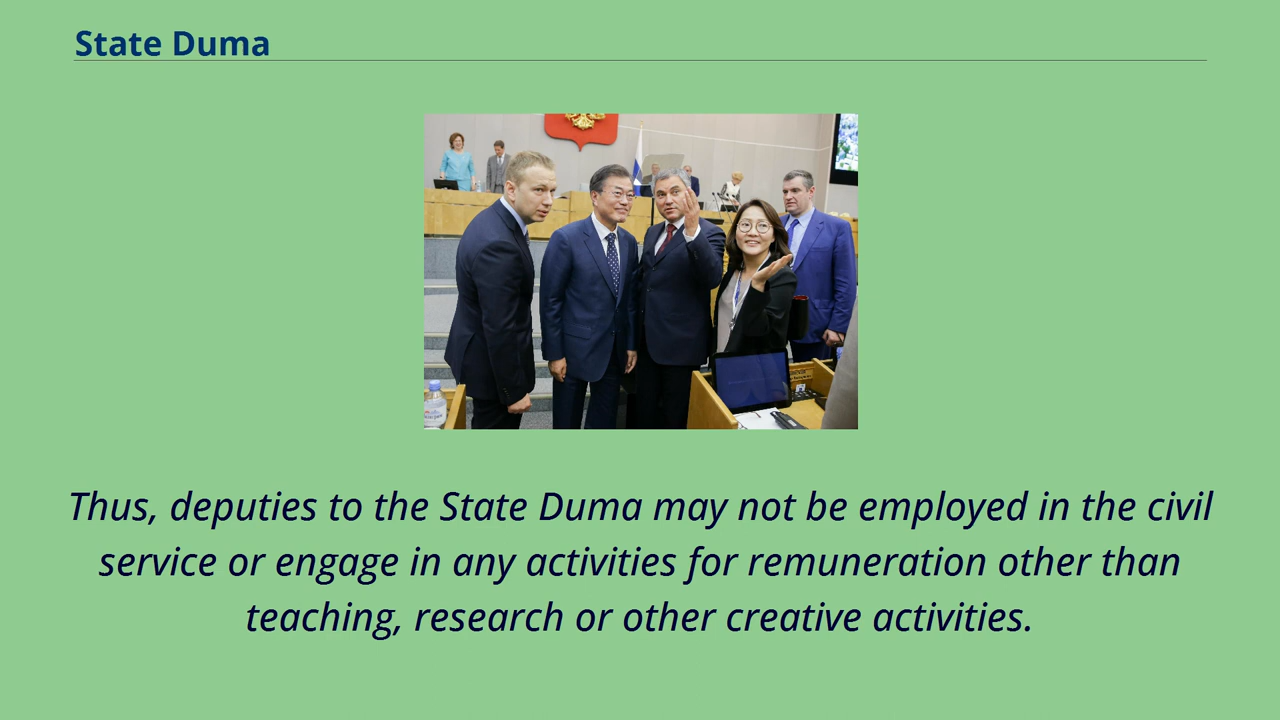 State Duma
Thus, deputies to the State Duma may not be employed in the civil
service or engage in any activities for remuneration other than
teaching, research or other creative activities.